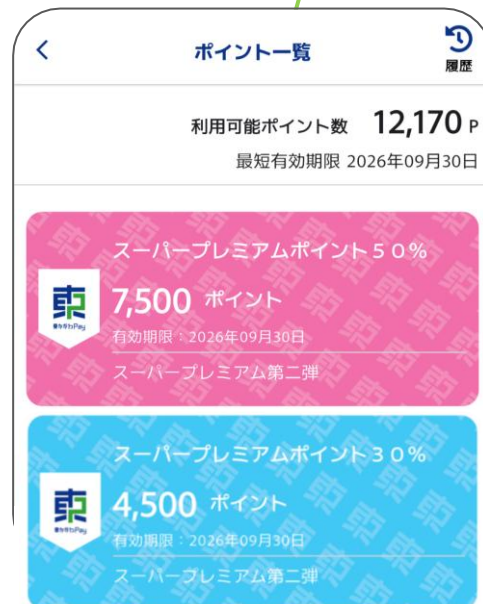 ポイント一覧
履歴
利用可能ポイント数 12,170 P
最短有効期限 2026年09月30日
スーパープレミアムポイント50%
7,500 ポイント
有効期限：2026年09月30日
スーパープレミアム第二弾
スーパープレミアムポイント30%
4,500 ポイント
有効期限：2026年09月30日
スーパープレミアム第二弾